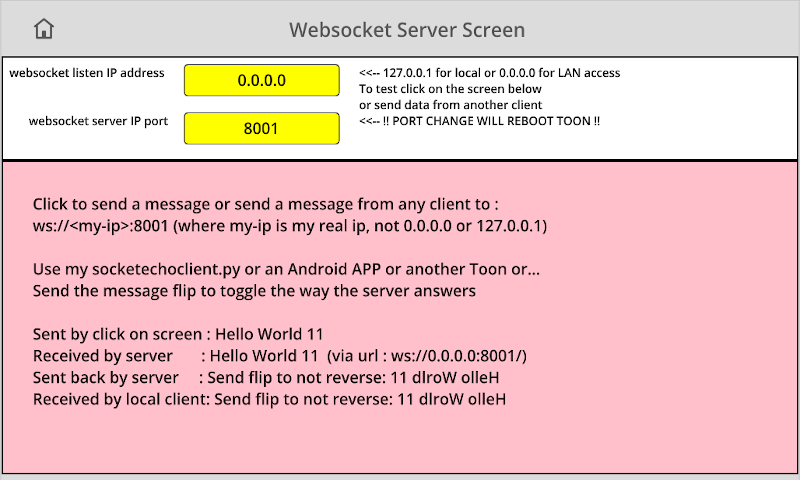 Websocket Server Screen
websocket listen IP address
0.0.0.0
<<-- 127.0.0.1 for local or 0.0.0.0 for LAN access
To test click on the screen below
or send data from another client
websocket server IP port
8001
<<-- !! PORT CHANGE WILL REBOOT TOON !!
Click to send a message or send a message from any client to :
ws://<my-ip>:8001 (where my-ip is my real ip, not 0.0.0.0 or 127.0.0.1)
Use my socketechoclient.py or an Android APP or another Toon or...
Send the message flip to toggle the way the server answers
Sent by click on screen : Hello World 11
Received by server : Hello World 11 (via url : ws://0.0.0.0:8001/)
Sent back by server : Send flip to not reverse: 11 dlroW olleH
Received by local client: Send flip to not reverse: 11 dlroW olleH